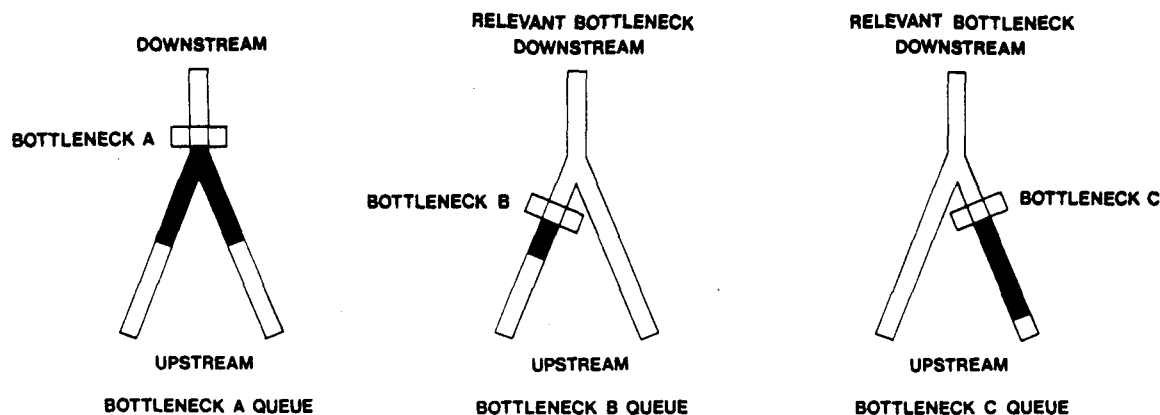 DOWNSTREAM
BOTTLENECK A
UPSTREAM
BOTTLENECK A QUEUE
RELEVANT BOTTLENECK
DOWNSTREAM
BOTTLENECK B
UPSTREAM
BOTTLENECK B QUEUE
RELEVANT BOTTLENECK
DOWNSTREAM
BOTTLENECK C
UPSTREAM
BOTTLENECK C QUEUE